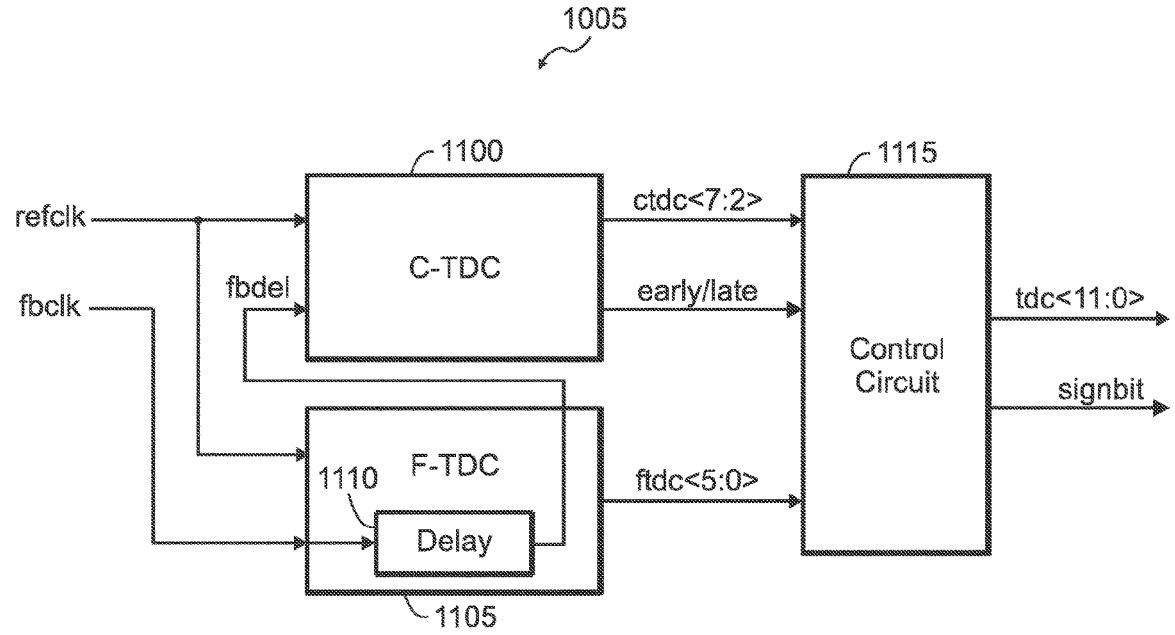 1005
1100
1115
refclk
ctdc<7:2>
C-TDC
fbdel
early/late
fbclk
tdc<11:0>
Control
Circuit
signbit
F-TDC
1110
ftdc<5:0>
Delay
1105